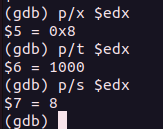 (gdb) p/x $edx
$5 = 0x8
(gdb) p/t $edx
$6 = 1000
(gdb) p/s $edx
$7 = 8
(gdb)